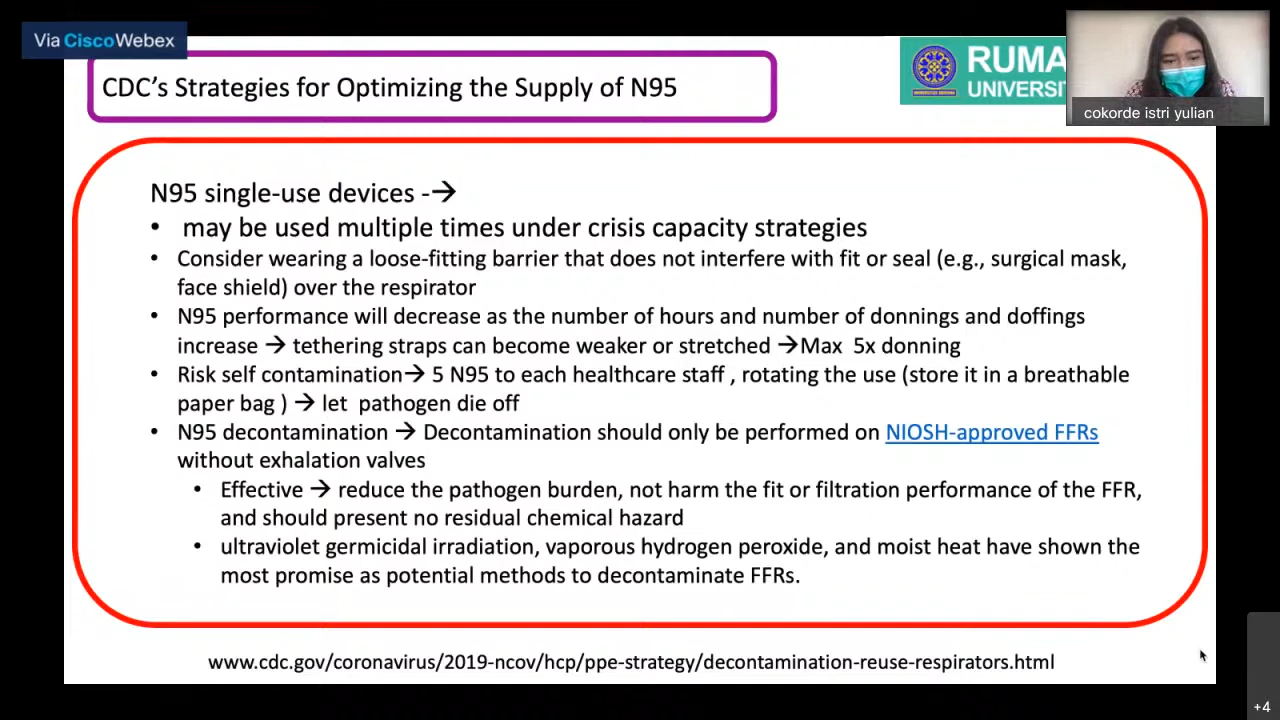 Via Cisco Webex
CDC's Strategies for Optimizing the Supply of N95
RUMA
UNIVERSIT
cokorde istri yulian
N95 single-use devices -→
• may be used multiple times under crisis capacity strategies
• Consider wearing a loose-fitting barrier that does not interfere with fit or seal (e.g., surgical mask,
face shield) over the respirator
• N95 performance will decrease as the number of hours and number of donnings and doffings
increase → tethering straps can become weaker or stretched →Max 5x donning
• Risk self contamination→ 5 N95 to each healthcare staff , rotating the use (store it in a breathable
paper bag ) → let pathogen die off
• N95 decontamination → Decontamination should only be performed on NIOSH-approved FFRs
without exhalation valves
• Effective → reduce the pathogen burden, not harm the fit or filtration performance of the FFR,
and should present no residual chemical hazard
• ultraviolet germicidal irradiation, vaporous hydrogen peroxide, and moist heat have shown the
most promise as potential methods to decontaminate FFRs.
www.cdc.gov/coronavirus/2019-ncov/hcp/ppe-strategy/decontamination-reuse-respirators.html
+4